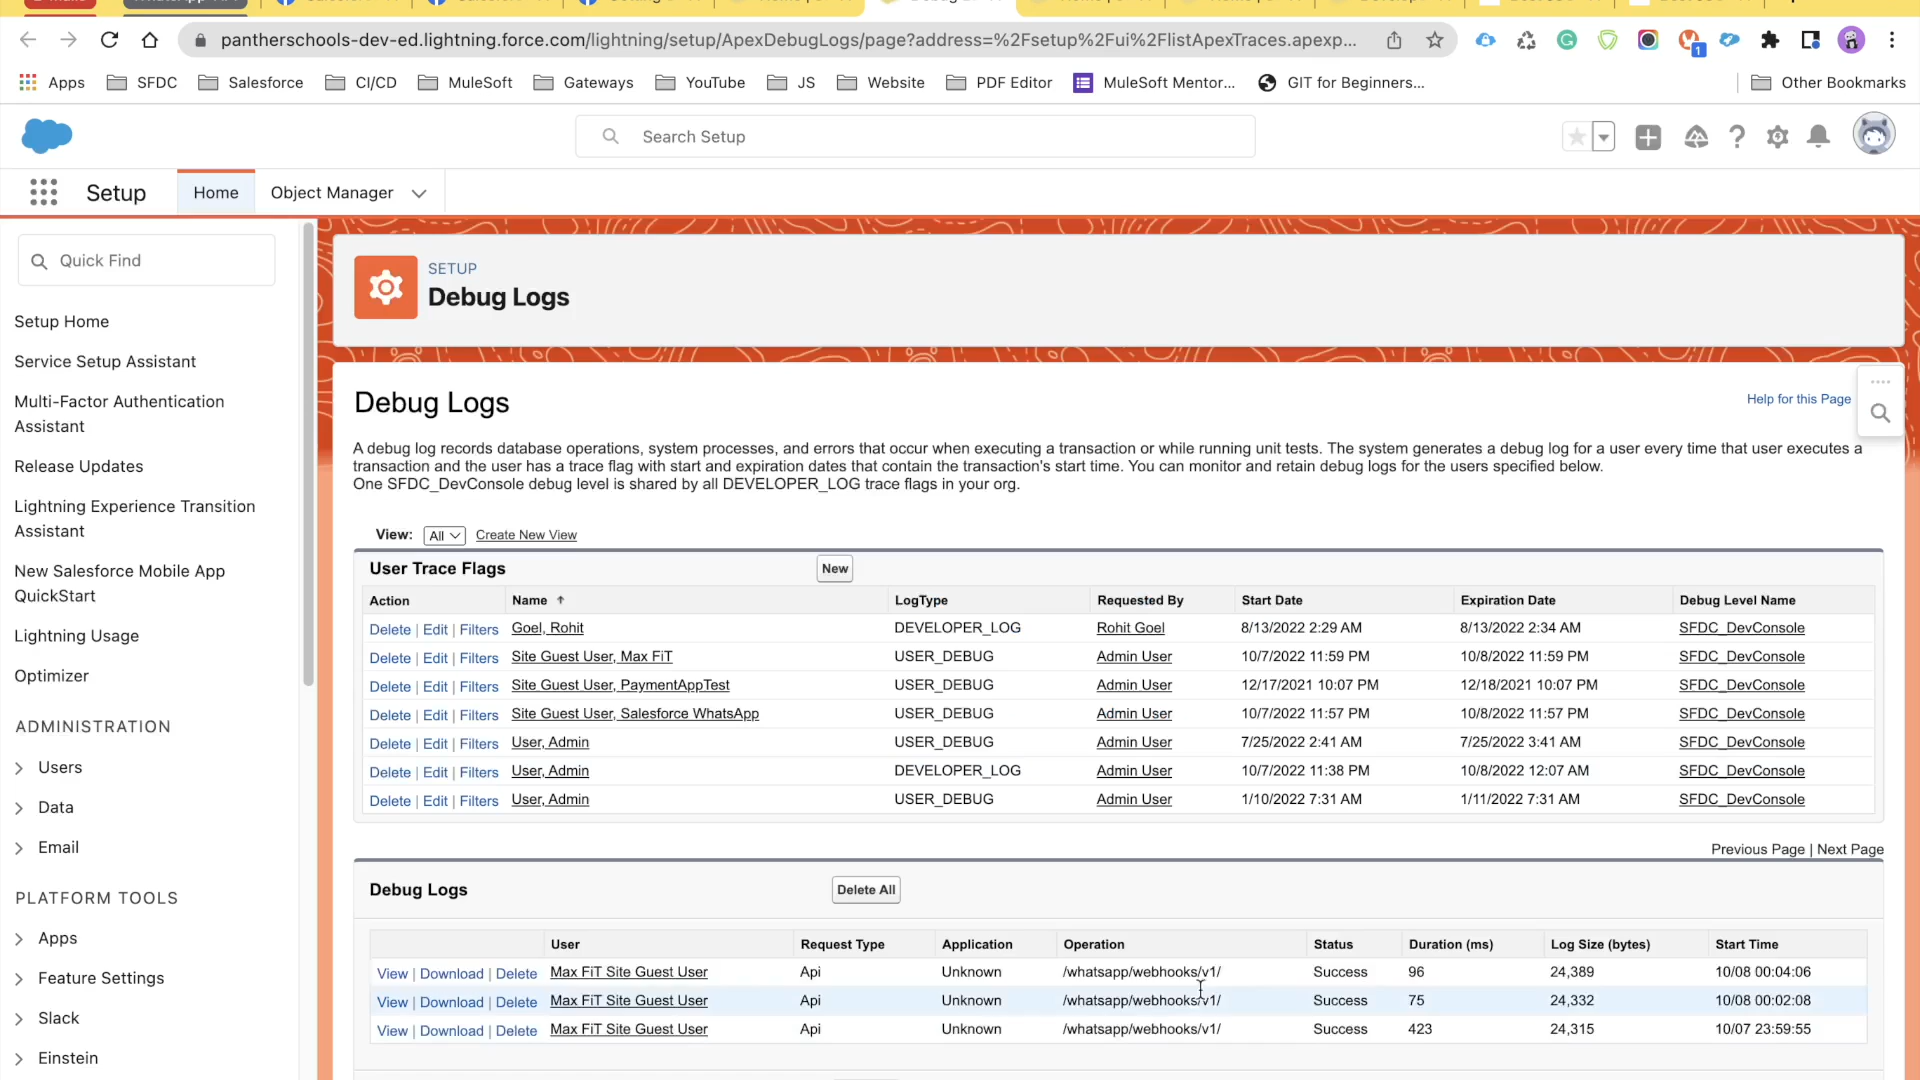 pantherschools-dev-ed.lightning.force.com/lightning/setup/ApexDebugLogs/page?address=%2Fsetup%2Fui%2FlistApexTraces.apexp...
1
Apps SFDC Salesforce CI/CD MuleSoft Gateways YouTube JS Website PDF Editor MuleSoft Mentor... GIT for Beginners... Other Bookmarks
Search Setup
Setup Home Object Manager
Quick Find
Setup Home
Service Setup Assistant
Multi-Factor Authentication
Assistant
Release Updates
Lightning Experience Transition
Assistant
New Salesforce Mobile App
QuickStart
Lightning Usage
Optimizer
ADMINISTRATION
Users
Data
Email
PLATFORM TOOLS
Apps
Feature Settings
Slack
Einstein
SETUP
Debug Logs
Debug Logs
Help for this Page
A debug log records database operations, system processes, and errors that occur when executing a transaction or while running unit tests. The system generates a debug log for a user every time that user executes a
transaction and the user has a trace flag with start and expiration dates that contain the transaction's start time. You can monitor and retain debug logs for the users specified below.
One SFDC_DevConsole debug level is shared by all DEVELOPER_LOG trace flags in your org.
View: All Create New View
User Trace Flags New
Action Name LogType Requested By Start Date Expiration Date Debug Level Name
Delete | Edit | Filters Goel, Rohit DEVELOPER_LOG Rohit Goel 8/13/2022 2:29 AM 8/13/2022 2:34 AM SFDC_DevConsole
Delete | Edit | Filters Site Guest User, Max FiT USER_DEBUG Admin User 10/7/2022 11:59 PM 10/8/2022 11:59 PM SFDC_DevConsole
Delete | Edit | Filters Site Guest User, PaymentAppTest USER_DEBUG Admin User 12/17/2021 10:07 PM 12/18/2021 10:07 PM SFDC_DevConsole
Delete | Edit | Filters Site Guest User, Salesforce WhatsApp USER_DEBUG Admin User 10/7/2022 11:57 PM 10/8/2022 11:57 PM SFDC_DevConsole
Delete | Edit | Filters User, Admin USER_DEBUG Admin User 7/25/2022 2:41 AM 7/25/2022 3:41 AM SFDC_DevConsole
Delete | Edit | Filters User, Admin DEVELOPER_LOG Admin User 10/7/2022 11:38 PM 10/8/2022 12:07 AM SFDC_DevConsole
Delete | Edit | Filters User, Admin USER_DEBUG Admin User 1/10/2022 7:31 AM 1/11/2022 7:31 AM SFDC_DevConsole
Previous Page | Next Page
Debug Logs Delete All
User Request Type Application Operation Status Duration (ms) Log Size (bytes) Start Time
View | Download | Delete Max FiT Site Guest User Api Unknown /whatsapp/webhooks/v1/ Success 96 24,389 10/08 00:04:06
View | Download | Delete Max FiT Site Guest User Api Unknown /whatsapp/webhooks/v1/ Success 75 24,332 10/08 00:02:08
View | Download | Delete Max FiT Site Guest User Api Unknown /whatsapp/webhooks/v1/ Success 423 24,315 10/07 23:59:55